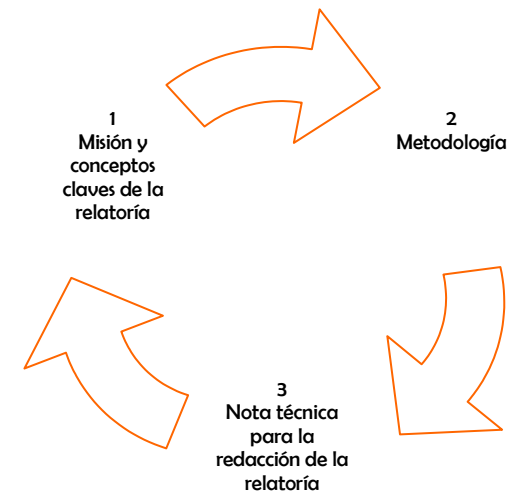 1
Misión y
conceptos
claves de la
relatoría
2
Metodología
3
Nota técnica
para la
redacción de la
relatoría